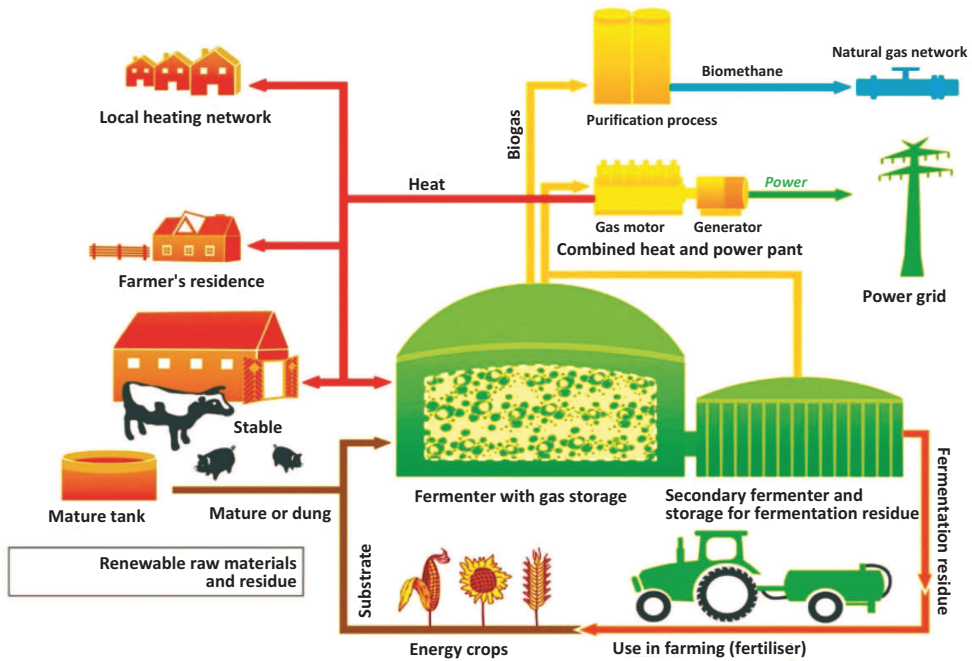 Natural gas network
Biomethane
Purification process
Biogas
Local heating network
Heat
Power
Gas motor
Generator
Combined heat and power pant
Power grid
Farmer's residence
Stable
Fermenter with gas storage
Secondary fermenter and
storage for fermentation residue
Fermentation residue
Mature tank
Mature or dung
Renewable raw materials
and residue
Substrate
Energy crops
Use in farming (fertiliser)